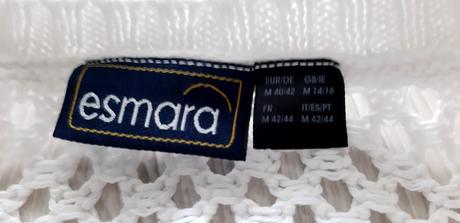 esmara
EUR/DE GB/IE
M 40/42 M 14/16
FR IT/ES/PT
M 42/44 M 42/44